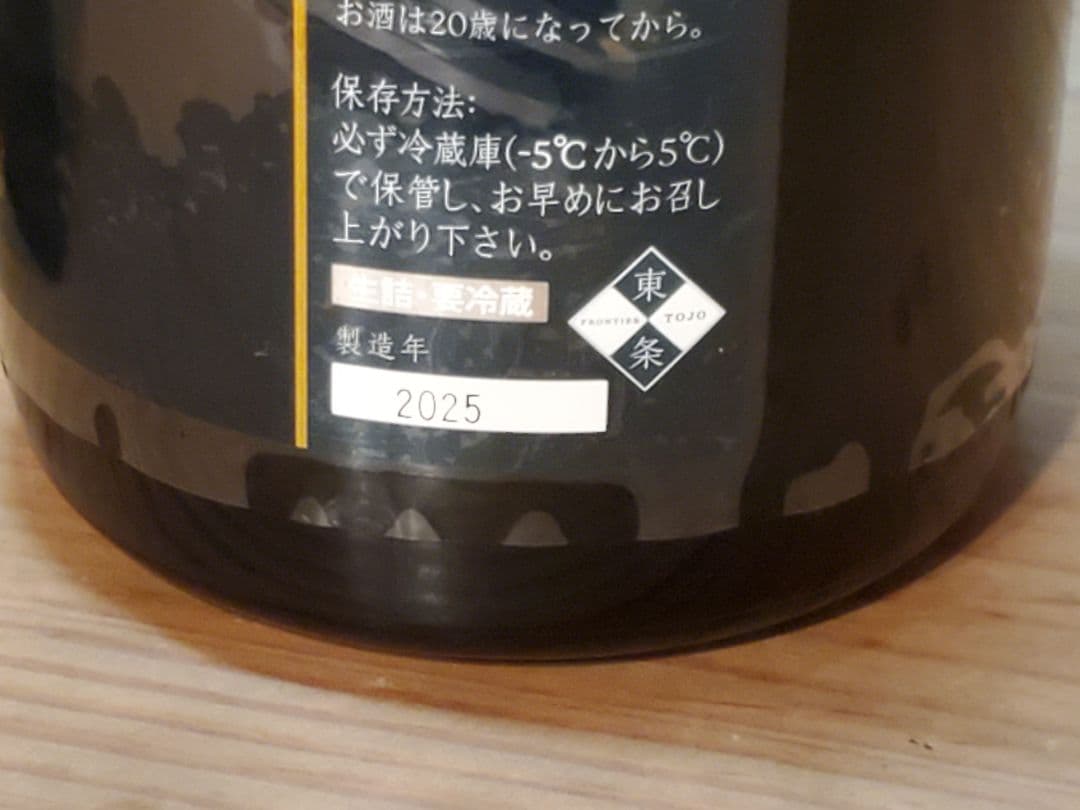 お酒は20歳になってから。
保存方法:
必ず冷蔵庫(-5℃から5℃)
で保管し、お早めにお召し
上がり下さい。
生詰・要冷蔵
東
FRONTIER TOJO
条
製造年
2025